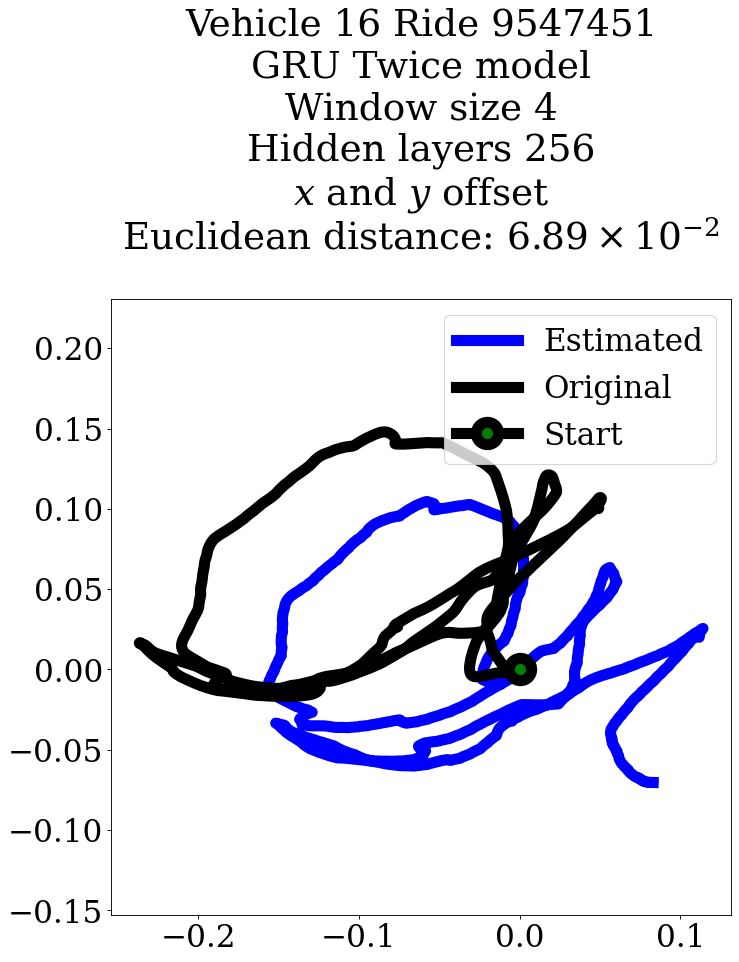 Vehicle 16 Ride 9547451
GRU Twice model
Window size 4
Hidden layers 256
x and y offset
Euclidean distance: 6.89 × 10⁻²
Estimated
Original
Start
0.20
0.15
0.10
0.05
0.00
−0.05
−0.10
−0.15
−0.2 −0.1 0.0 0.1